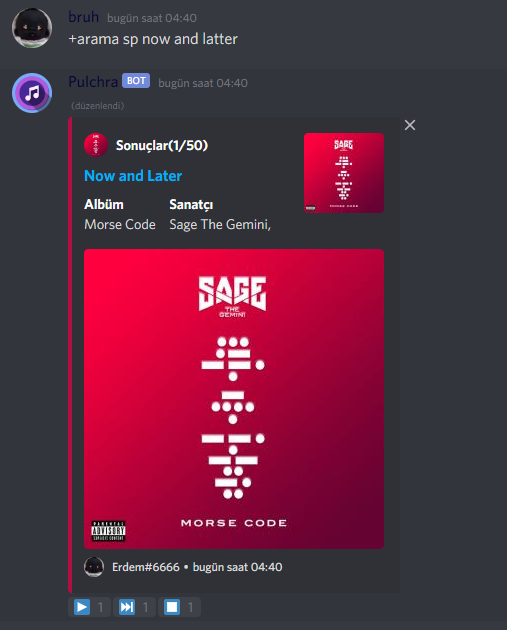 bruh bugün saat 04:40
+arama sp now and latter
Pulchra BOT bugün saat 04:40
(düzenlendi)
Sonuçlar(1/50)
Now and Later
Albüm Sanatçı
Morse Code Sage The Gemini,
SAGE
THE
GEMINI
MORSE CODE
PARENTAL
ADVISORY
EXPLICIT CONTENT
Erdem#6666 • bugün saat 04:40
1 1 1